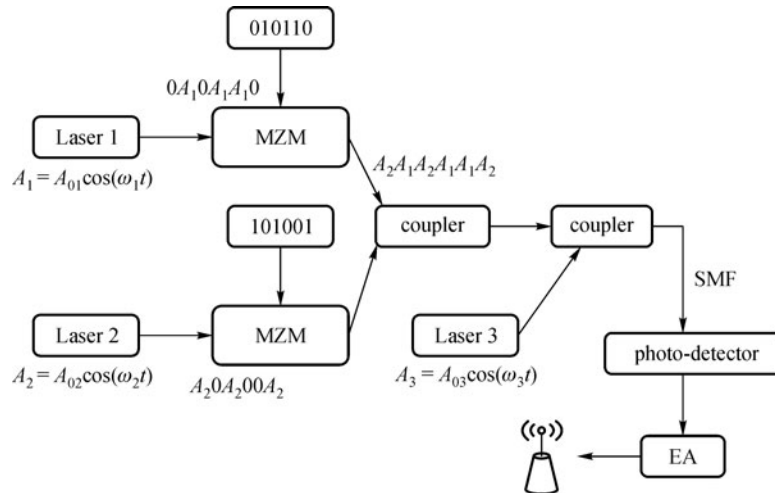 010110
0A₁0A₁A₁0
Laser 1
MZM
A₁ = A₀₁cos(ω₁t)
A₂A₁A₂A₁A₁A₂
101001
coupler
coupler
SMF
Laser 2
MZM
Laser 3
photo-detector
A₂ = A₀₂cos(ω₂t)
A₂0A₂00A₂
A₃ = A₀₃cos(ω₃t)
EA